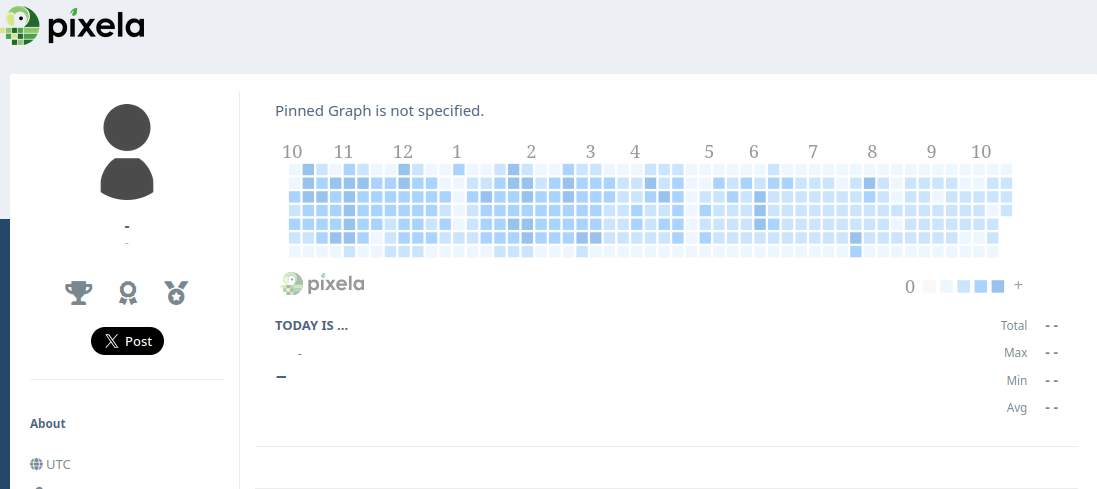 pixela
Pinned Graph is not specified.
10 11 12 1 2 3 4 5 6 7 8 9 10
pixela
0 +
-
-
Post
TODAY IS ...
-
–
Total - -
Max - -
Min - -
Avg - -
About
UTC